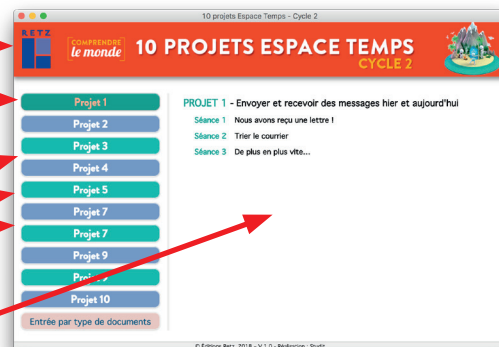 10 projets Espace Temps - Cycle 2
RETZ
COMPRENDRE
le monde
10 PROJETS ESPACE TEMPS
CYCLE 2
Projet 1
Projet 2
Projet 3
Projet 4
Projet 5
Projet 7
Projet 7
Projet 9
Projet 9
Projet 10
Entrée par type de documents
PROJET 1 - Envoyer et recevoir des messages hier et aujourd'hui
Séance 1 Nous avons reçu une lettre !
Séance 2 Trier le courrier
Séance 3 De plus en plus vite...
© Éditions Retz, 2018 - V 1.0 - Réalisation : Studit